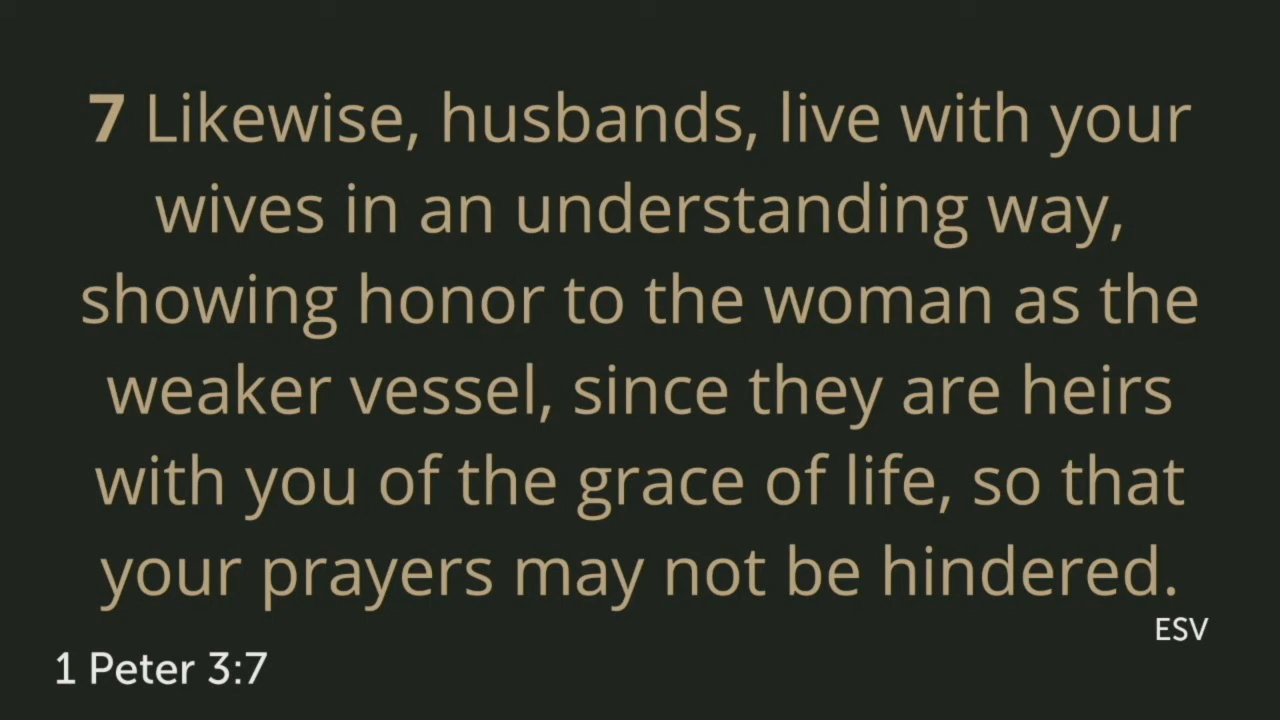 7 Likewise, husbands, live with your
wives in an understanding way,
showing honor to the woman as the
weaker vessel, since they are heirs
with you of the grace of life, so that
your prayers may not be hindered.
ESV
1 Peter 3:7